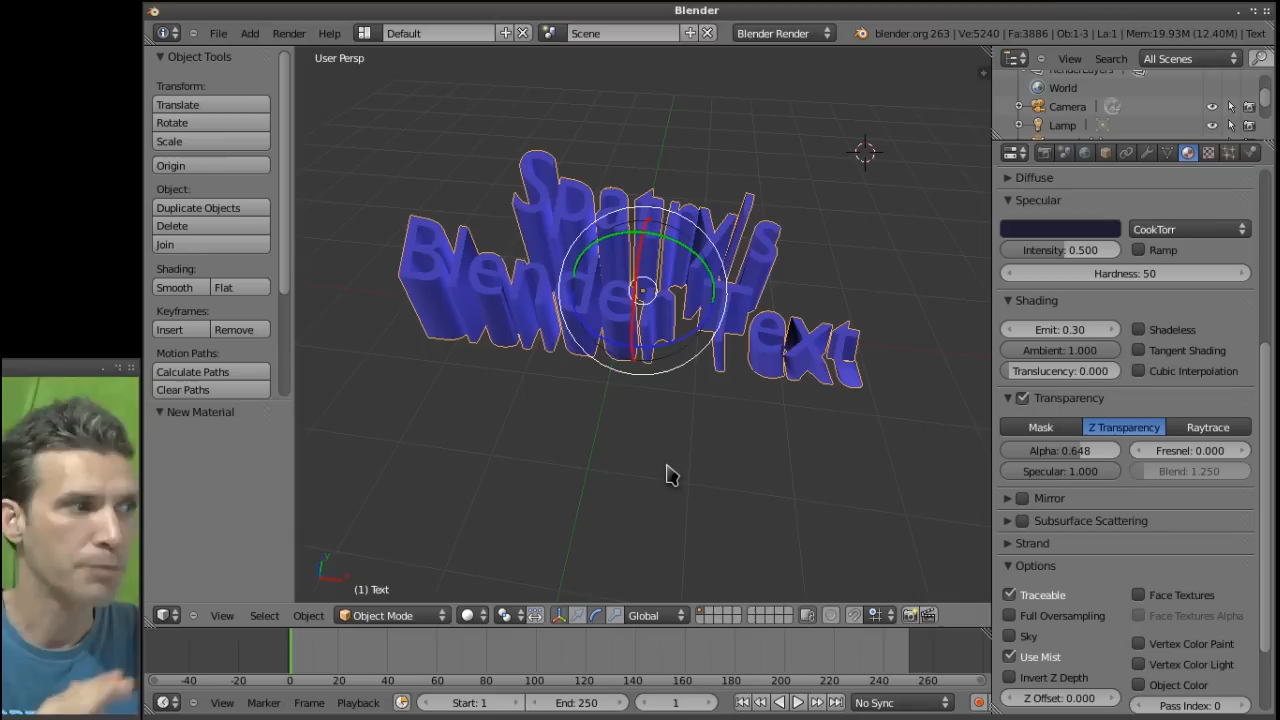 Blender
File Add Render Help Default Scene Blender Render blender.org 263 | Ve:5240 | Fa:3886 | Ob:1-3 | La:1 | Mem:19.93M (12.40M) | Text
Object Tools
Transform:
Translate
Rotate
Scale
Origin
Object:
Duplicate Objects
Delete
Join
Shading:
Smooth Flat
Keyframes:
Insert Remove
Motion Paths:
Calculate Paths
Clear Paths
New Material
User Persp
Blender Text
(1) Text
View Select Object Object Mode Global
-40 -20 0 20 40 60 80 100 120 140 160 180 200 220 240 260
View Marker Frame Playback Start: 1 End: 250 1 No Sync
View Search All Scenes
RenderLayers
World
Camera
Lamp
Diffuse
Specular
CookTorr
Intensity: 0.500 Ramp
Hardness: 50
Shading
Emit: 0.30 Shadeless
Ambient: 1.000 Tangent Shading
Translucency: 0.000 Cubic Interpolation
Transparency
Mask Z Transparency Raytrace
Alpha: 0.648 Fresnel: 0.000
Specular: 1.000 Blend: 1.250
Mirror
Subsurface Scattering
Strand
Options
Traceable Face Textures
Full Oversampling Face Textures Alpha
Sky Vertex Color Paint
Use Mist Vertex Color Light
Invert Z Depth Object Color
Z Offset: 0.000 Pass Index: 0